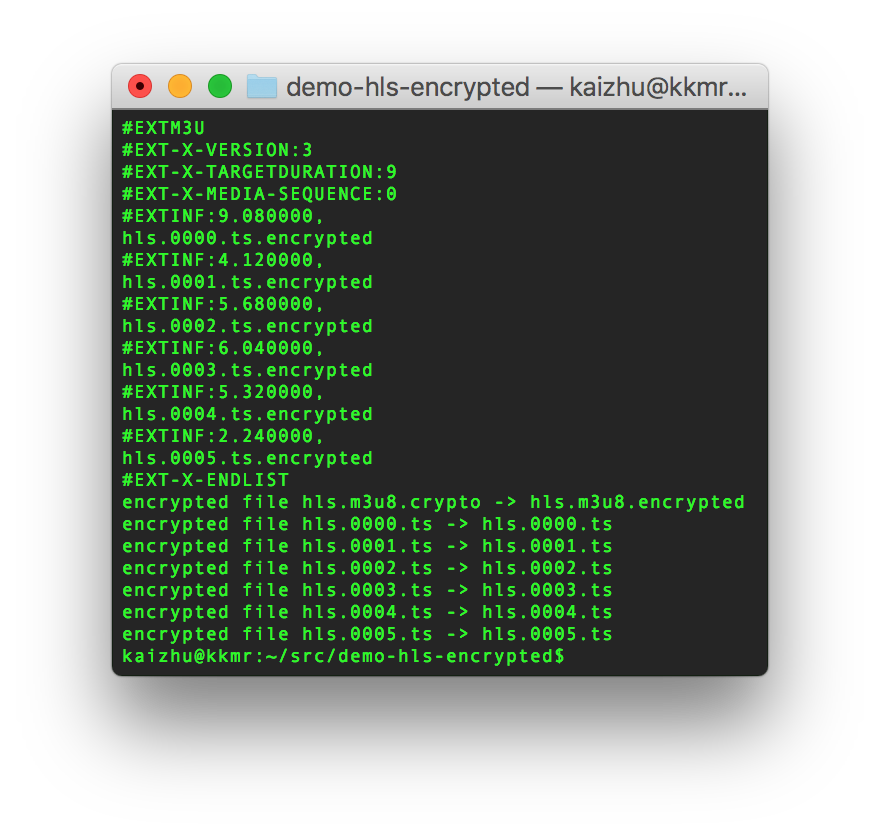 demo-hls-encrypted — kaizhu@kkmr...
#EXTM3U
#EXT-X-VERSION:3
#EXT-X-TARGETDURATION:9
#EXT-X-MEDIA-SEQUENCE:0
#EXTINF:9.080000,
hls.0000.ts.encrypted
#EXTINF:4.120000,
hls.0001.ts.encrypted
#EXTINF:5.680000,
hls.0002.ts.encrypted
#EXTINF:6.040000,
hls.0003.ts.encrypted
#EXTINF:5.320000,
hls.0004.ts.encrypted
#EXTINF:2.240000,
hls.0005.ts.encrypted
#EXT-X-ENDLIST
encrypted file hls.m3u8.crypto -> hls.m3u8.encrypted
encrypted file hls.0000.ts -> hls.0000.ts
encrypted file hls.0001.ts -> hls.0001.ts
encrypted file hls.0002.ts -> hls.0002.ts
encrypted file hls.0003.ts -> hls.0003.ts
encrypted file hls.0004.ts -> hls.0004.ts
encrypted file hls.0005.ts -> hls.0005.ts
kaizhu@kkmr:~/src/demo-hls-encrypted$